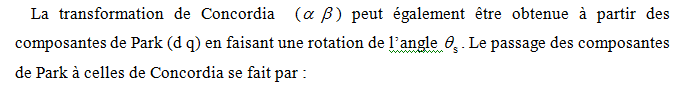 La transformation de Concordia (α β) peut également être obtenue à partir des
composantes de Park (d q) en faisant une rotation de l'angle θs. Le passage des composantes
de Park à celles de Concordia se fait par :